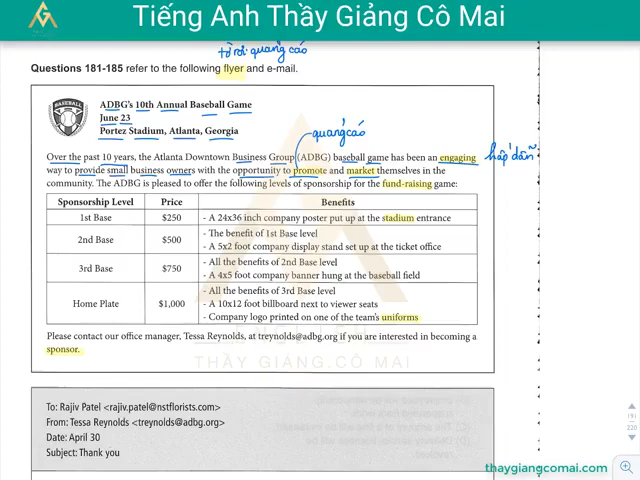 Tiếng Anh Thầy Giảng Cô Mai
tờ rơi quảng cáo
Questions 181-185 refer to the following flyer and e-mail.
BASEBALL
ADBG's 10th Annual Baseball Game
June 23
Portez Stadium, Atlanta, Georgia
quảng cáo
Over the past 10 years, the Atlanta Downtown Business Group (ADBG) baseball game has been an engaging hấp dẫn
way to provide small business owners with the opportunity to promote and market themselves in the
community. The ADBG is pleased to offer the following levels of sponsorship for the fund-raising game:
Sponsorship Level Price Benefits
1st Base $250 - A 24x36 inch company poster put up at the stadium entrance
2nd Base $500 - The benefit of 1st Base level
- A 5x2 foot company display stand set up at the ticket office
3rd Base $750 - All the benefits of 2nd Base level
- A 4x5 foot company banner hung at the baseball field
Home Plate $1,000 - All the benefits of 3rd Base level
- A 10x12 foot billboard next to viewer seats
- Company logo printed on one of the team's uniforms
Please contact our office manager, Tessa Reynolds, at treynolds@adbg.org if you are interested in becoming a
sponsor.
THẦY GIẢNG.CÔ MAI
To: Rajiv Patel <rajiv.patel@nstflorists.com>
From: Tessa Reynolds <treynolds@adbg.org>
Date: April 30
Subject: Thank you
191
220
thaygiangcomai.com